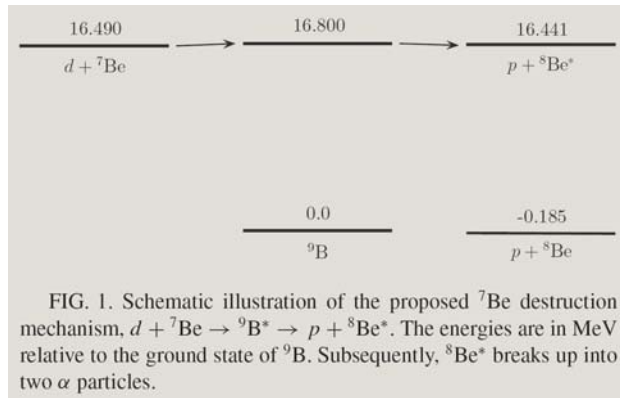 16.490 16.800 16.441
d + ⁷Be p + ⁸Be*
0.0 -0.185
⁹B p + ⁸Be
FIG. 1. Schematic illustration of the proposed ⁷Be destruction
mechanism, d + ⁷Be → ⁹B* → p + ⁸Be*. The energies are in MeV
relative to the ground state of ⁹B. Subsequently, ⁸Be* breaks up into
two α particles.